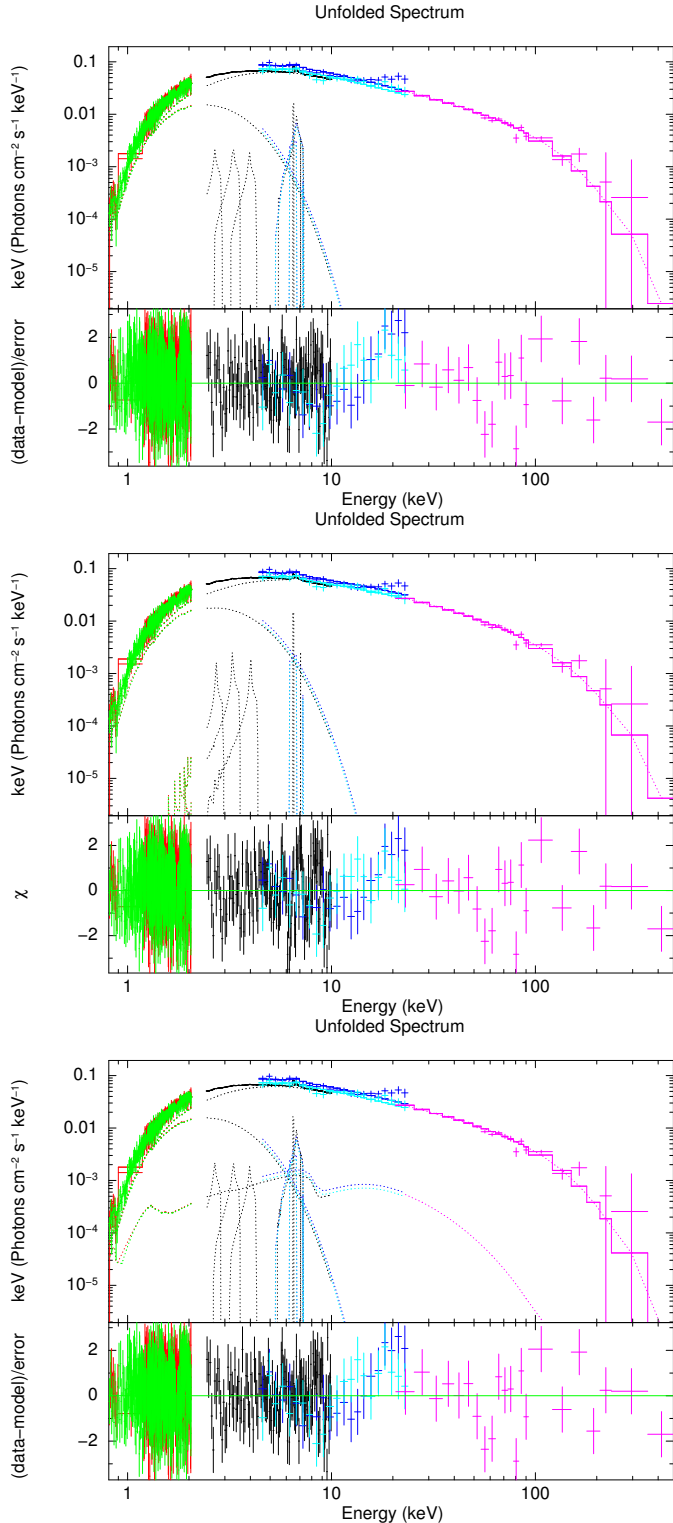 Unfolded Spectrum
0.1
0.01
10⁻³
10⁻⁴
10⁻⁵
keV (Photons cm⁻² s⁻¹ keV⁻¹)
2
0
−2
(data−model)/error
1 10 100
Energy (keV)
Unfolded Spectrum
0.1
0.01
10⁻³
10⁻⁴
10⁻⁵
keV (Photons cm⁻² s⁻¹ keV⁻¹)
2
0
−2
χ
1 10 100
Energy (keV)
Unfolded Spectrum
0.1
0.01
10⁻³
10⁻⁴
10⁻⁵
keV (Photons cm⁻² s⁻¹ keV⁻¹)
2
0
−2
(data−model)/error
1 10 100
Energy (keV)